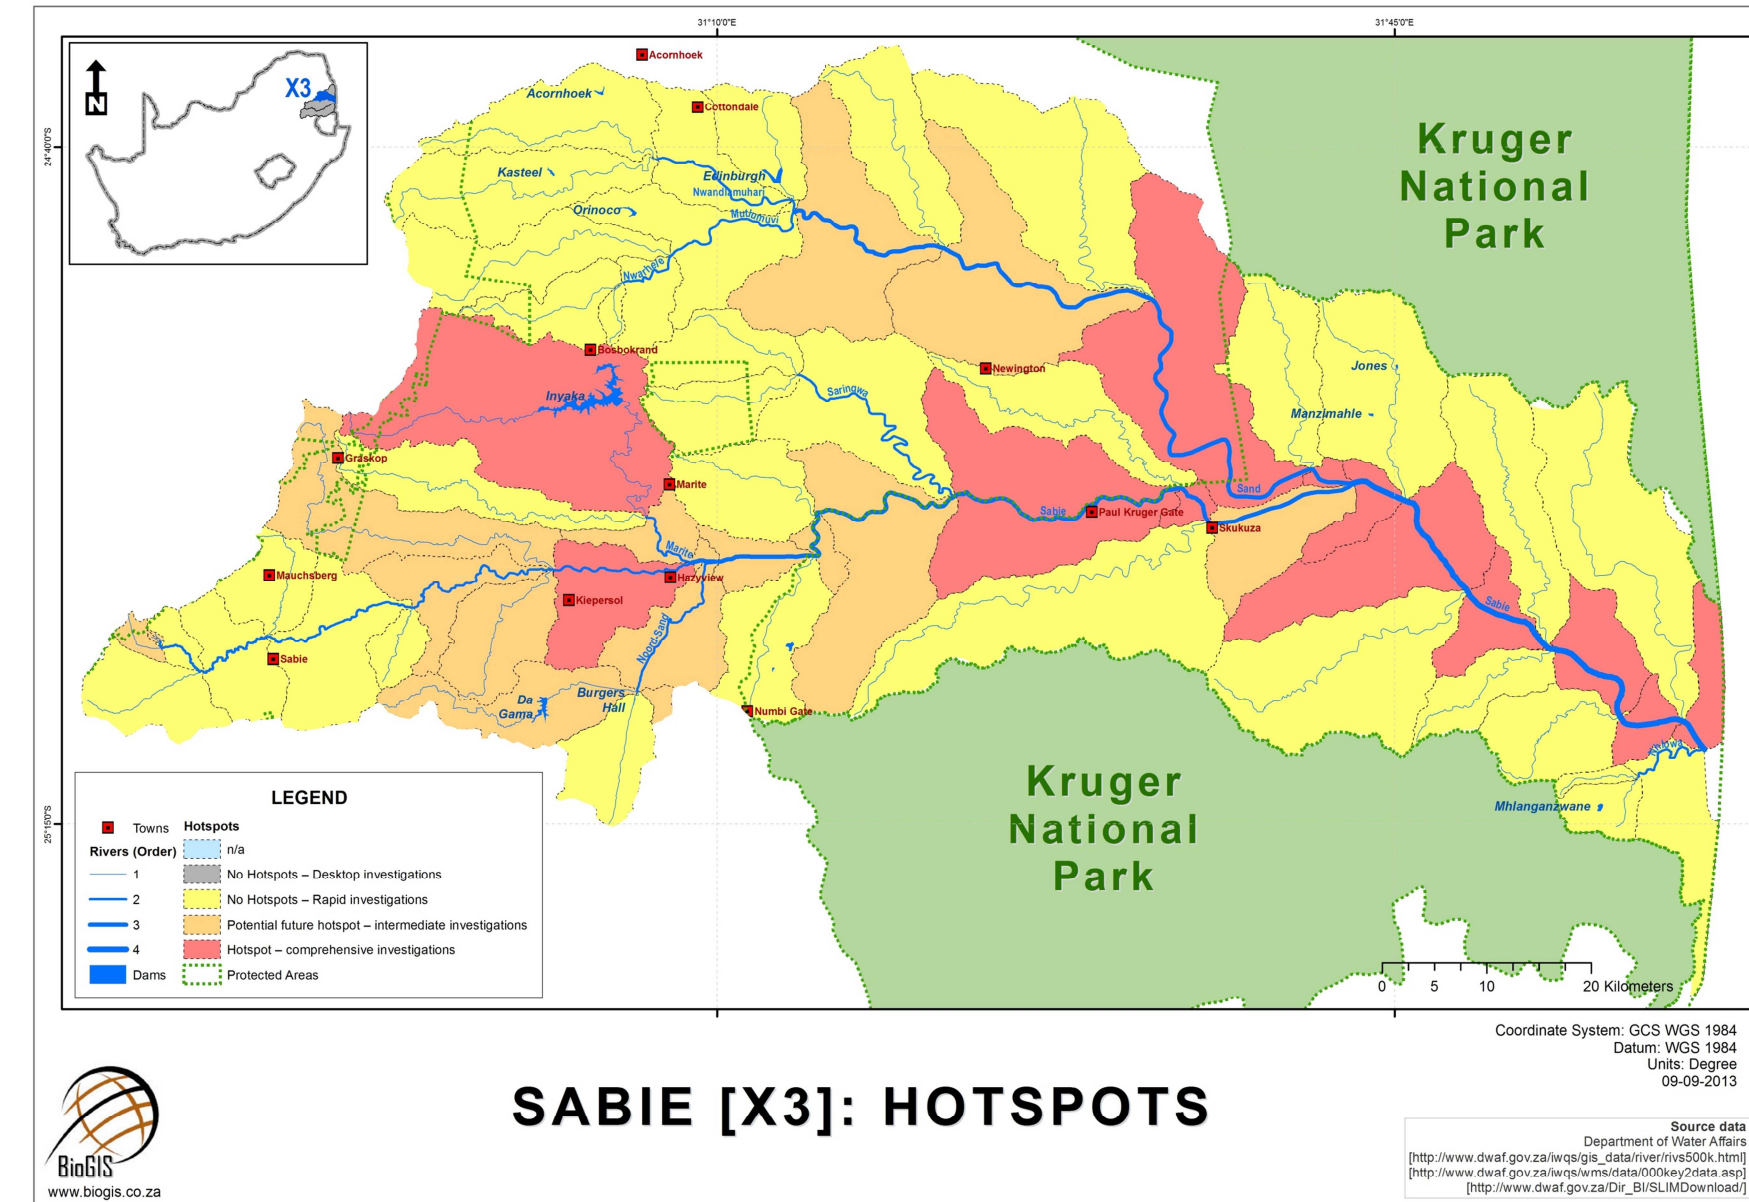 31°10'0"E
31°45'0"E
24°40'0"S
25°15'0"S
N
X3
Acornhoek
Acornhoek
Cottondale
Kasteel
Edinburgh
Nwandlamuhari
Orinoco
Mutlumuvi
Nwarhele
Kruger
National
Park
Bosbokrand
Inyaka
Newington
Saringwa
Jones
Manzimahle
Graskop
Marite
Sand
Sabie
Paul Kruger Gate
Skukuza
Marite
Mauchsberg
Hazyview
Kiepersol
Sabie
Noord-Sand
Sabie
Da
Gama
Burgers
Hall
Numbi Gate
Mhlanganzwane
Kruger
National
Park
LEGEND
Towns
Hotspots
Rivers (Order)
n/a
1
No Hotspots – Desktop investigations
2
No Hotspots – Rapid investigations
3
Potential future hotspot – intermediate investigations
4
Hotspot – comprehensive investigations
Dams
Protected Areas
0 5 10 20 Kilometers
Coordinate System: GCS WGS 1984
Datum: WGS 1984
Units: Degree
09-09-2013
SABIE [X3]: HOTSPOTS
BioGIS
www.biogis.co.za
Source data
Department of Water Affairs
[http://www.dwaf.gov.za/iwqs/gis_data/river/rivs500k.html]
[http://www.dwaf.gov.za/iwqs/wms/data/000key2data.asp]
[http://www.dwaf.gov.za/Dir_BI/SLIMDownload/]